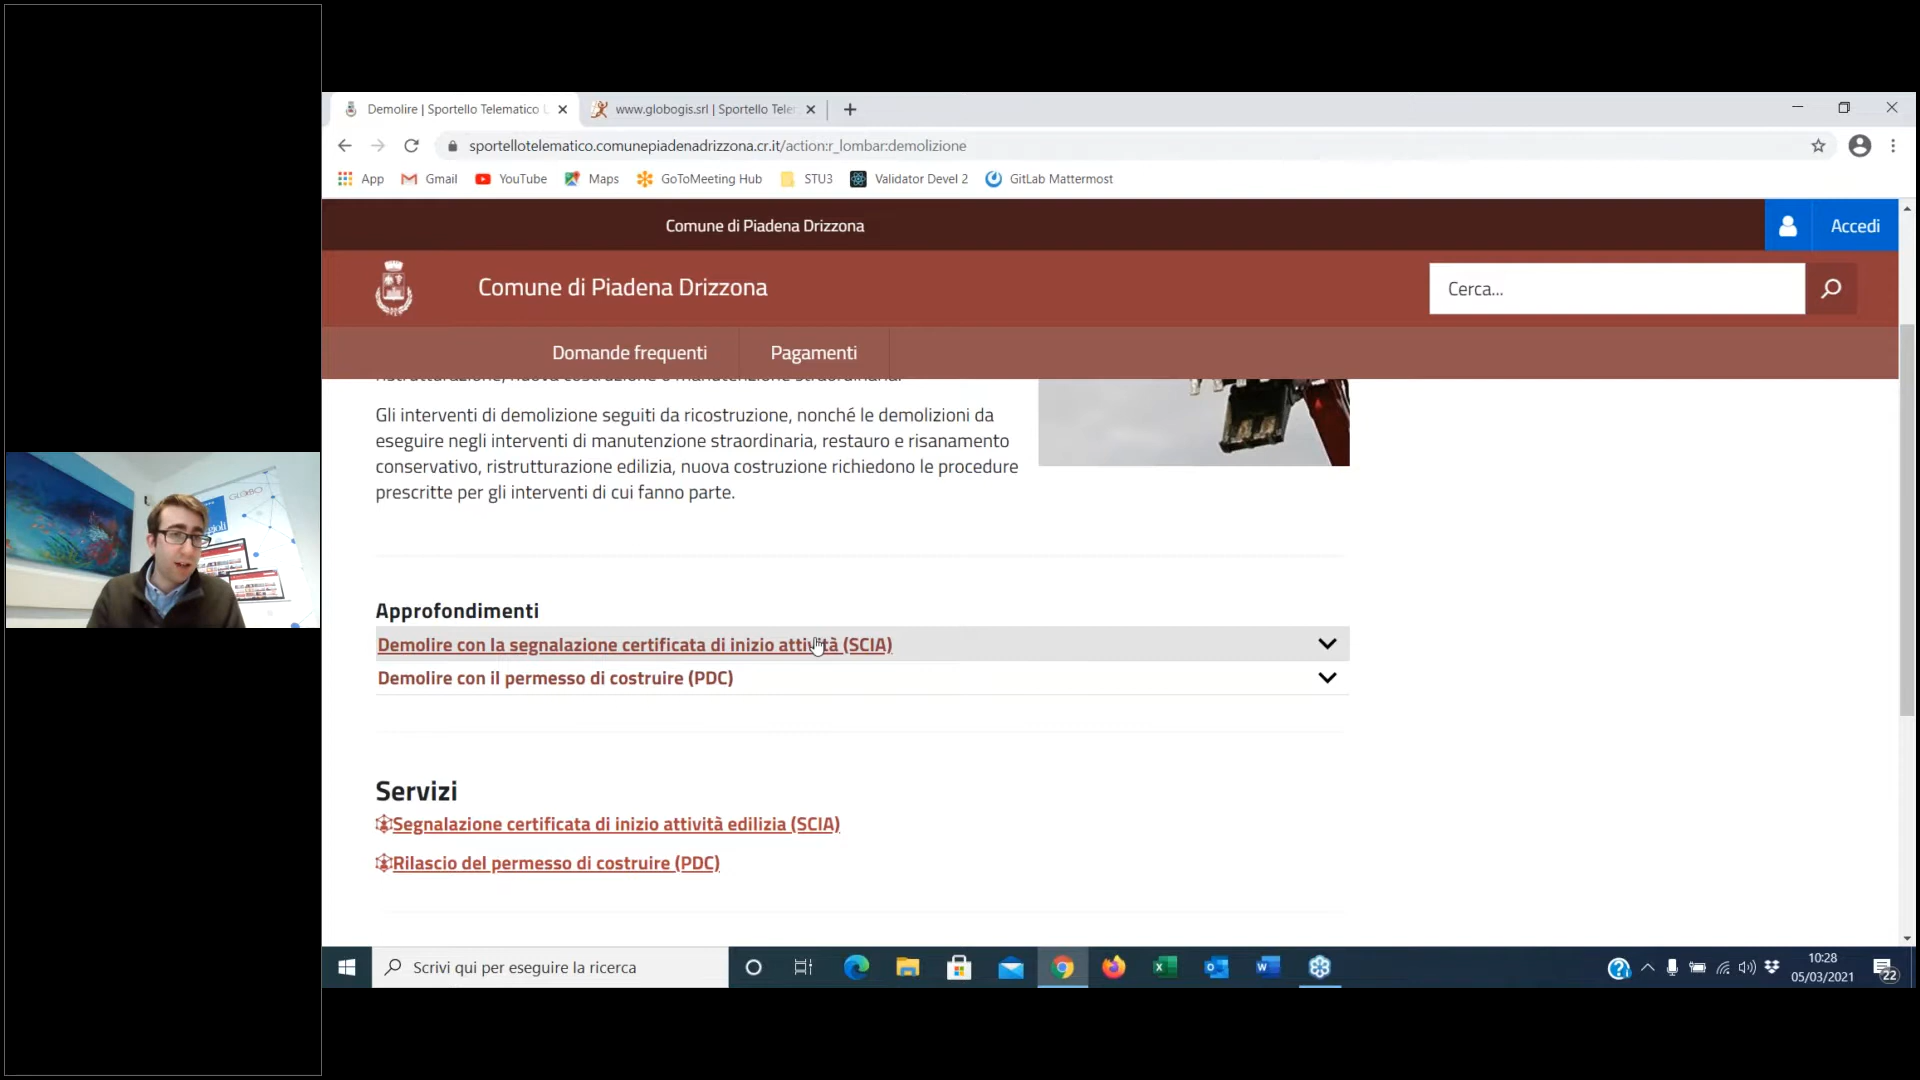 Demolire | Sportello Telematico
www.globogis.srl | Sportello Tele
sportellotelematico.comunepiadenadrizzona.cr.it/action:r_lombar:demolizione
App Gmail YouTube Maps GoToMeeting Hub STU3 Validator Devel 2 GitLab Mattermost
Comune di Piadena Drizzona
Accedi
Comune di Piadena Drizzona
Cerca...
Domande frequenti
Pagamenti
Gli interventi di demolizione seguiti da ricostruzione, nonché le demolizioni da
eseguire negli interventi di manutenzione straordinaria, restauro e risanamento
conservativo, ristrutturazione edilizia, nuova costruzione richiedono le procedure
prescritte per gli interventi di cui fanno parte.
Approfondimenti
Demolire con la segnalazione certificata di inizio attività (SCIA)
Demolire con il permesso di costruire (PDC)
Servizi
Segnalazione certificata di inizio attività edilizia (SCIA)
Rilascio del permesso di costruire (PDC)
Scrivi qui per eseguire la ricerca
10:28
05/03/2021
22
GLOBO